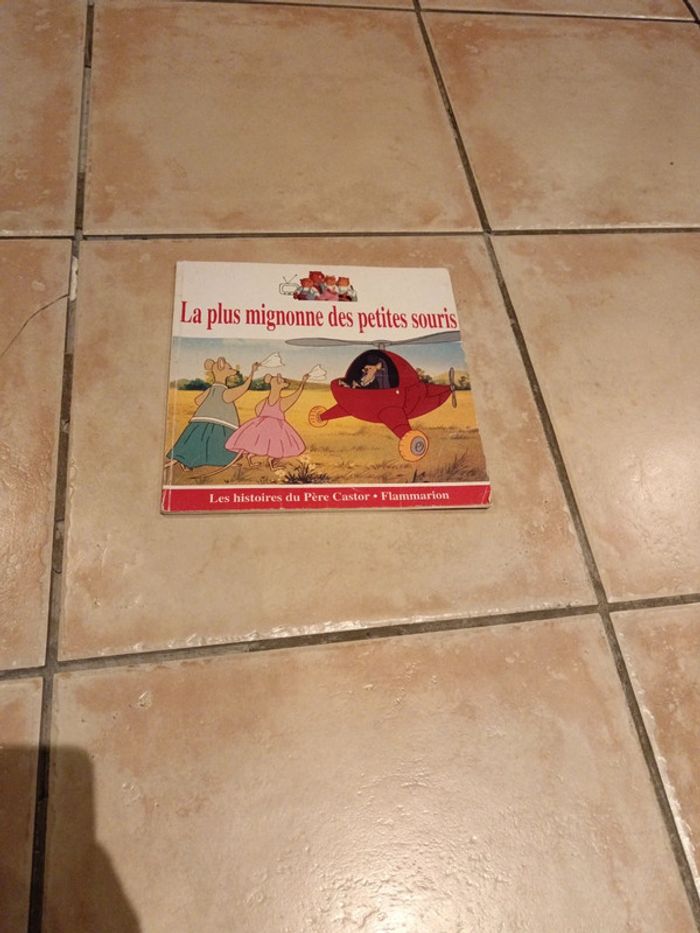 La plus mignonne des petites souris
Les histoires du Père Castor • Flammarion